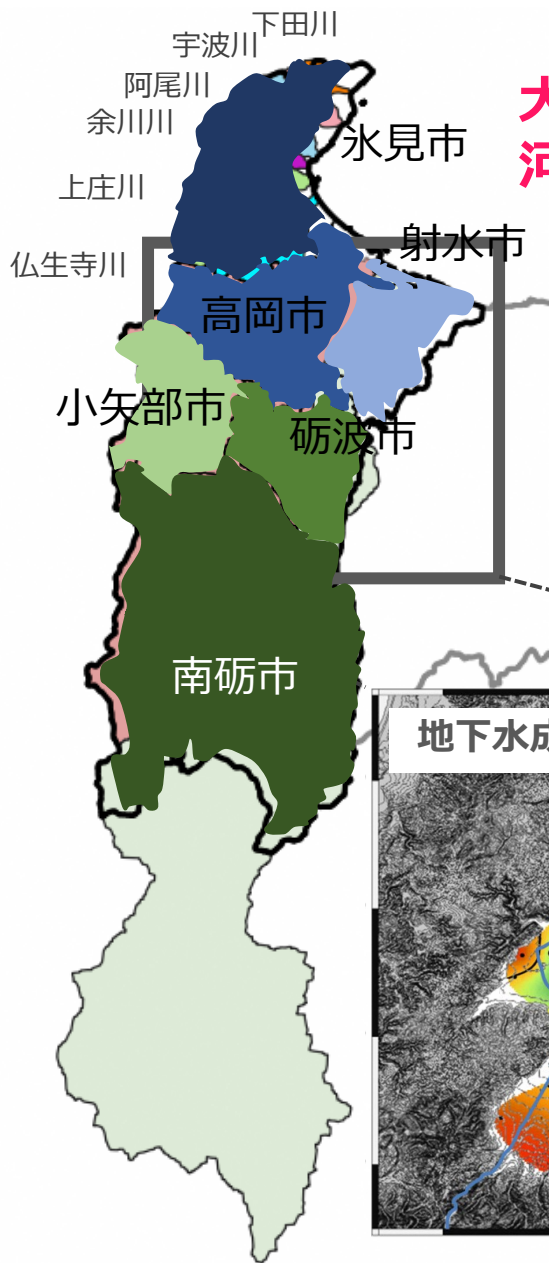 下田川
宇波川
阿尾川
余川川
上庄川
仏生寺川
氷見市
射水市
高岡市
小矢部市
砺波市
南砺市
地下水成
河